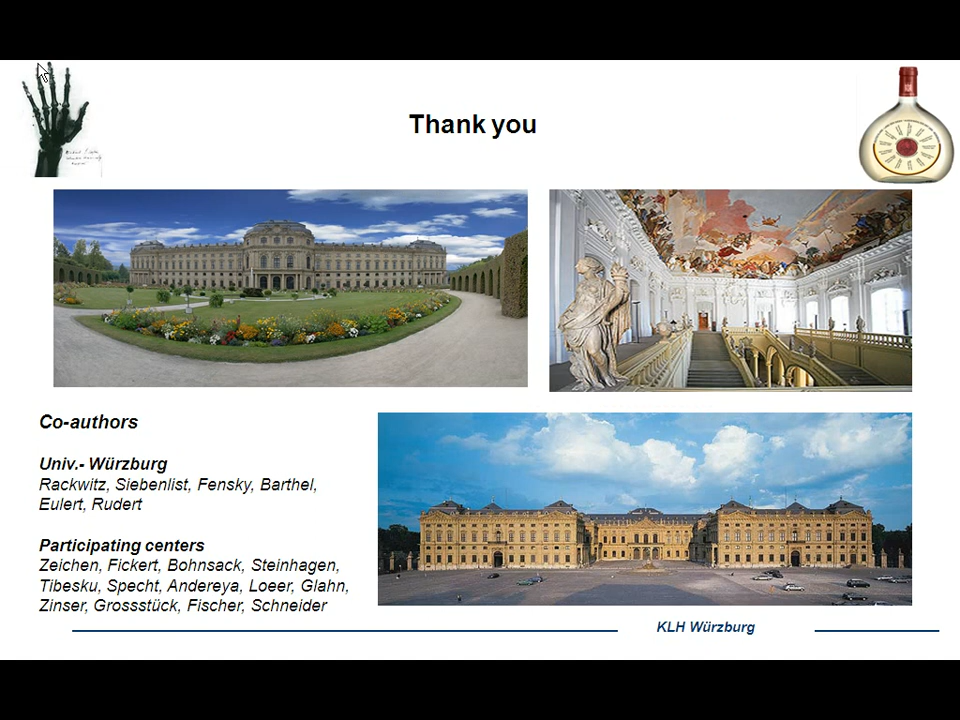 Thank you
Co-authors
Univ.- Würzburg
Rackwitz, Siebenlist, Fensky, Barthel,
Eulert, Rudert
Participating centers
Zeichen, Fickert, Bohnsack, Steinhagen,
Tibesku, Specht, Andereya, Loeer, Glahn,
Zinser, Grossstück, Fischer, Schneider
KLH Würzburg